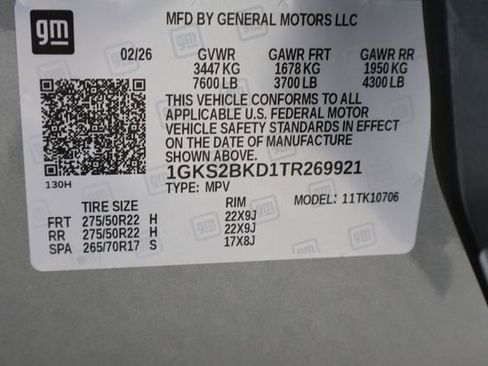 gm
MFD BY GENERAL MOTORS LLC
02/26 GVWR GAWR FRT GAWR RR
3447 KG 1678 KG 1950 KG
7600 LB 3700 LB 4300 LB
THIS VEHICLE CONFORMS TO ALL
APPLICABLE U.S. FEDERAL MOTOR
VEHICLE SAFETY STANDARDS IN EFFECT
ON THE DATE OF MANUFACTURE
SHOWN ABOVE.
130H
1GKS2BKD1TR269921
TYPE: MPV MODEL: 11TK10706
TIRE SIZE RIM
FRT 275/50R22 H 22X9J
RR 275/50R22 H 22X9J
SPA 265/70R17 S 17X8J